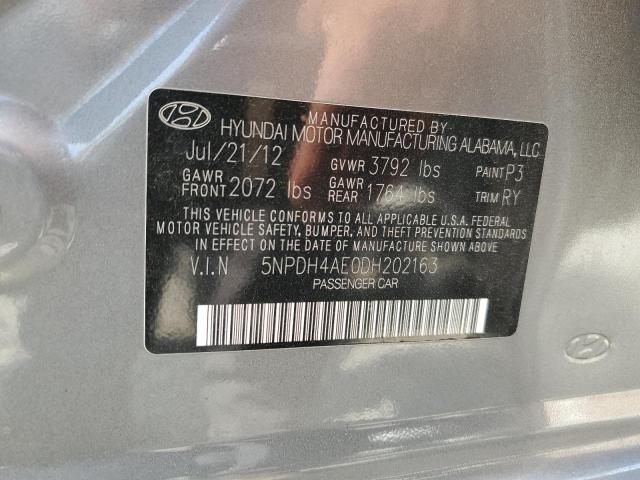 MANUFACTURED BY
HYUNDAI MOTOR MANUFACTURING ALABAMA, LLC
Jul/21/12 GVWR 3792 lbs PAINT P3
GAWR FRONT 2072 lbs GAWR REAR 1764 lbs TRIM RY
THIS VEHICLE CONFORMS TO ALL APPLICABLE U.S.A. FEDERAL
MOTOR VEHICLE SAFETY, BUMPER, AND THEFT PREVENTION
STANDARDS IN EFFECT ON THE DATE OF MANUFACTURE SHOWN ABOVE.
V.I.N 5NPDH4AE0DH202163
PASSENGER CAR